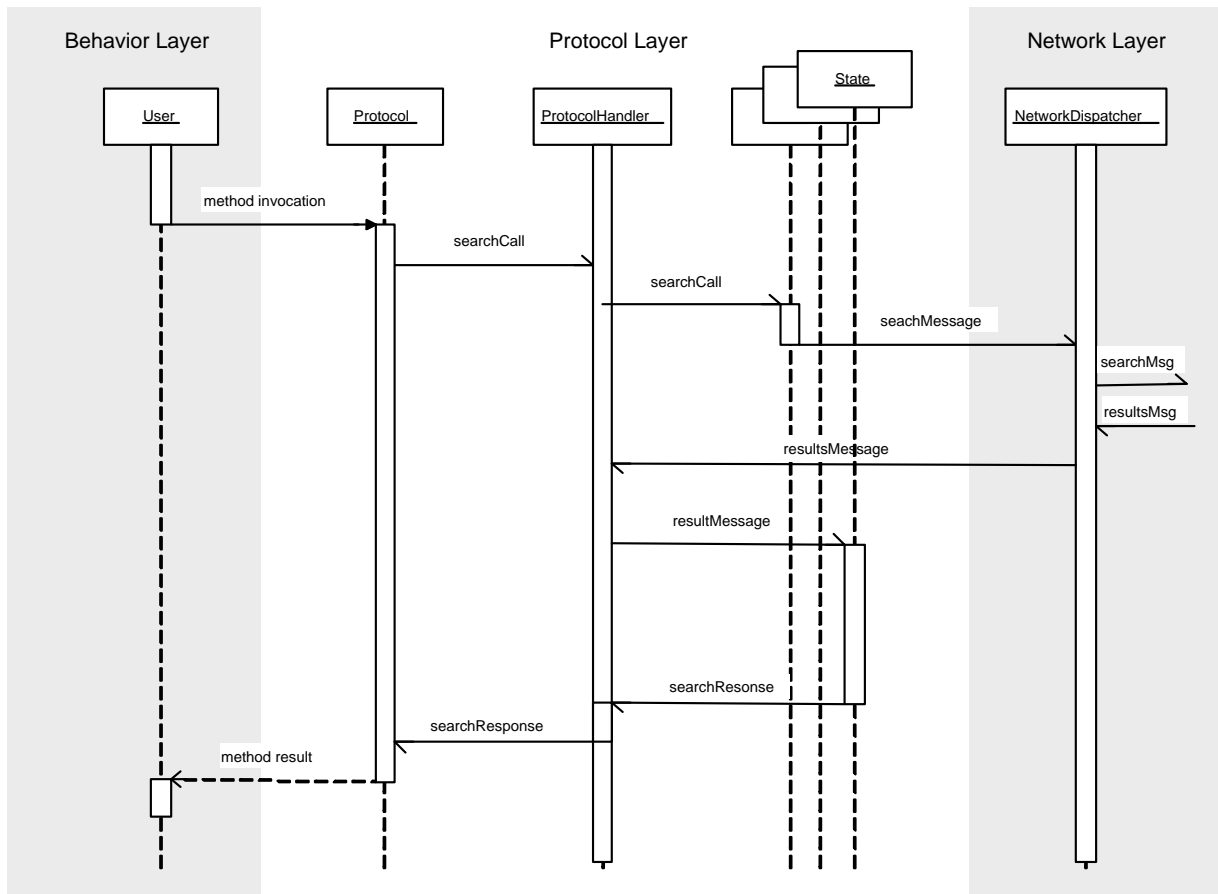 Behavior Layer
Protocol Layer
Network Layer
State
User
Protocol
ProtocolHandler
NetworkDispatcher
method invocation
searchCall
searchCall
seachMessage
searchMsg
resultsMsg
resultsMessage
resultMessage
searchResonse
searchResponse
method result